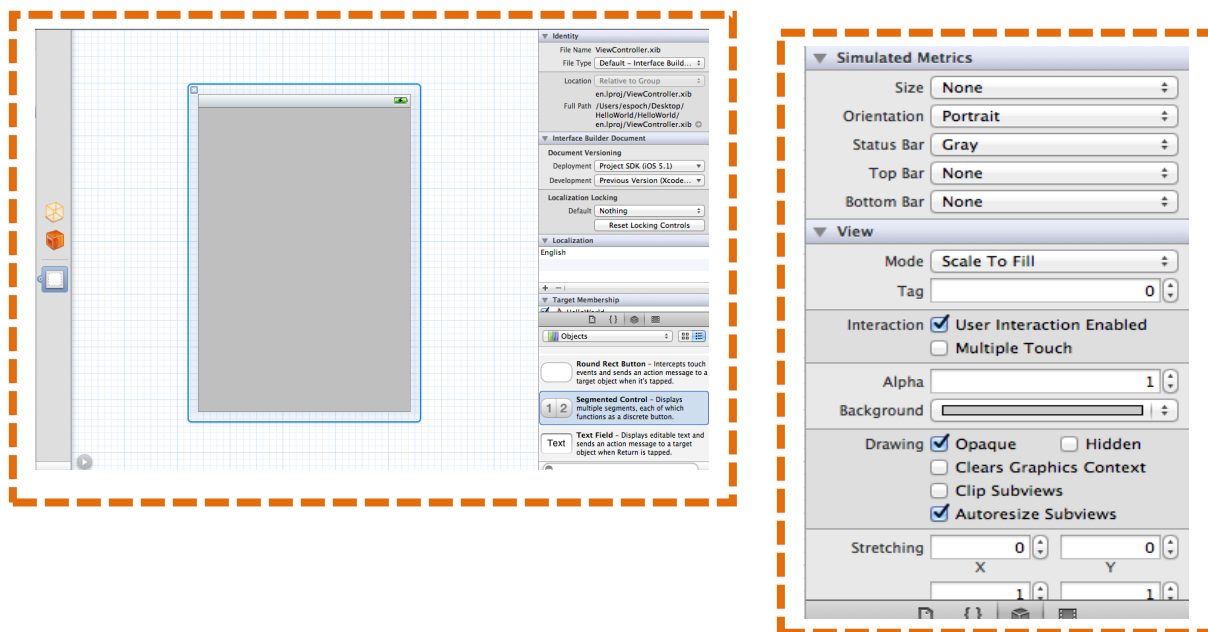 Identity
File Name ViewController.xib
File Type Default - Interface Build...
Location Relative to Group
en.lproj/ViewController.xib
Full Path /Users/espoch/Desktop/
HelloWorld/HelloWorld/
en.lproj/ViewController.xib
Interface Builder Document
Document Versioning
Deployment Project SDK (iOS 5.1)
Development Previous Version (Xcode...
Localization Locking
Default Nothing
Reset Locking Controls
Localization
English
Target Membership
Objects
Round Rect Button - Intercepts touch
events and sends an action message to a
target object when it's tapped.
1 2
Segmented Control - Displays
multiple segments, each of which
functions as a discrete button.
Text
Text Field - Displays editable text and
sends an action message to a target
object when Return is tapped.
Simulated Metrics
Size None
Orientation Portrait
Status Bar Gray
Top Bar None
Bottom Bar None
View
Mode Scale To Fill
Tag 0
Interaction User Interaction Enabled
Multiple Touch
Alpha 1
Background
Drawing Opaque Hidden
Clears Graphics Context
Clip Subviews
Autoresize Subviews
Stretching 0 0
X Y
1 1